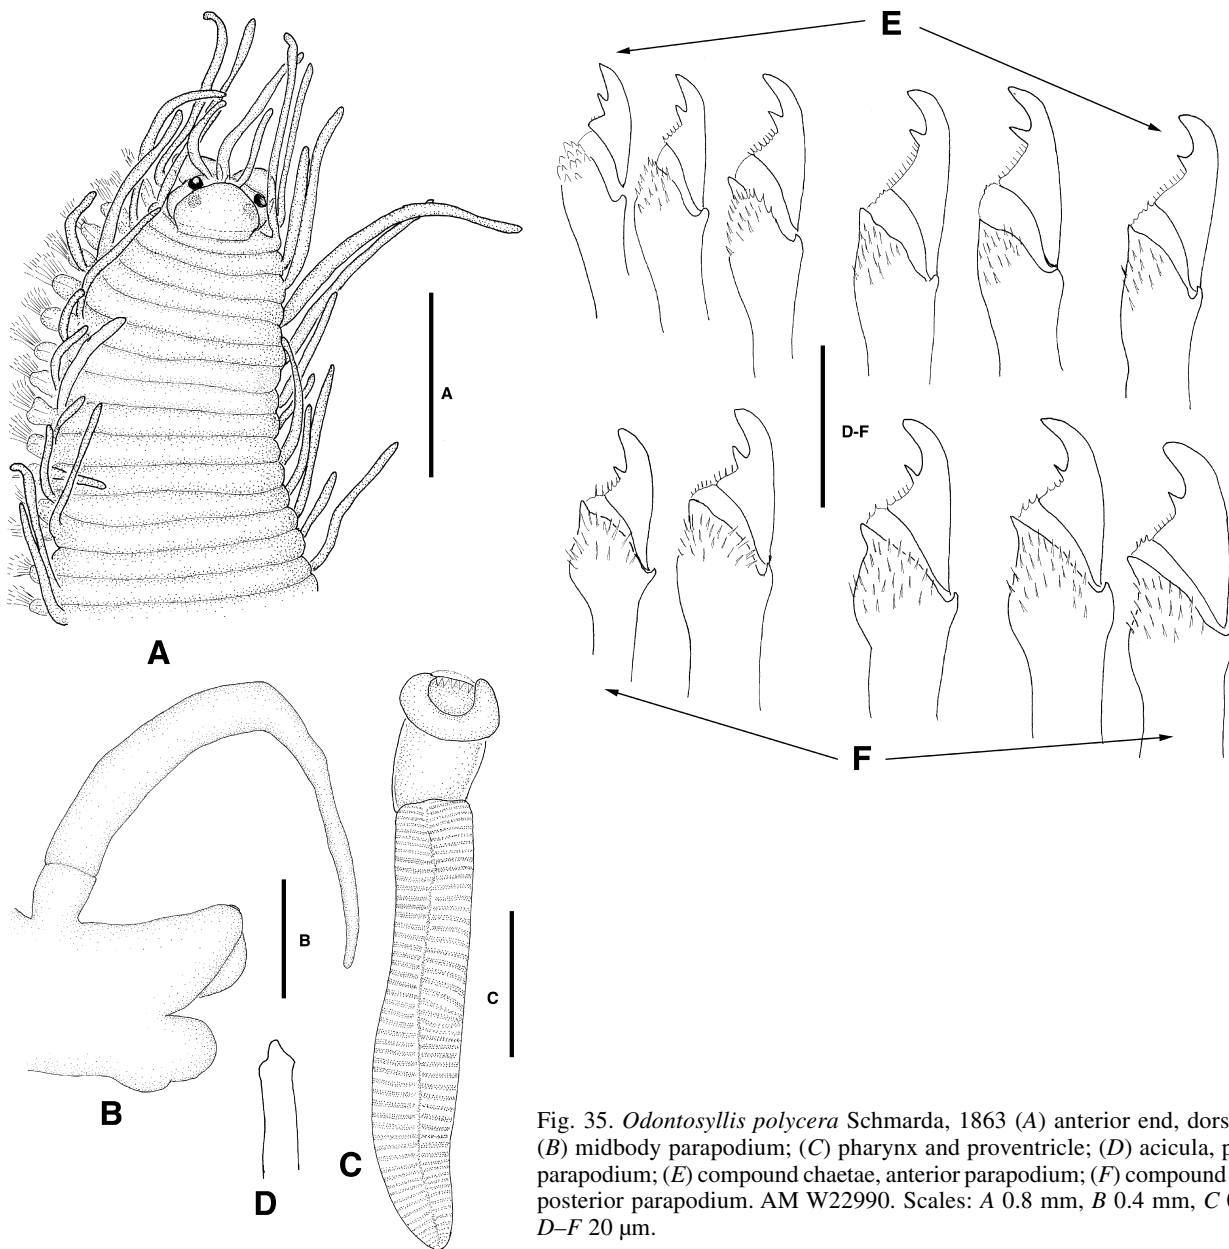 E
A
D-F
A
F
B
C
B
C
D
Fig. 35. Odontosyllis polycera Schmarda, 1863 (A) anterior end,
(B) midbody parapodium; (C) pharynx and proventricle; (D) acicula,
parapodium; (E) compound chaetae, anterior parapodium; (F) compound
posterior parapodium. AM W22990. Scales: A 0.8 mm, B 0.4 mm, C
D–F 20 µm.